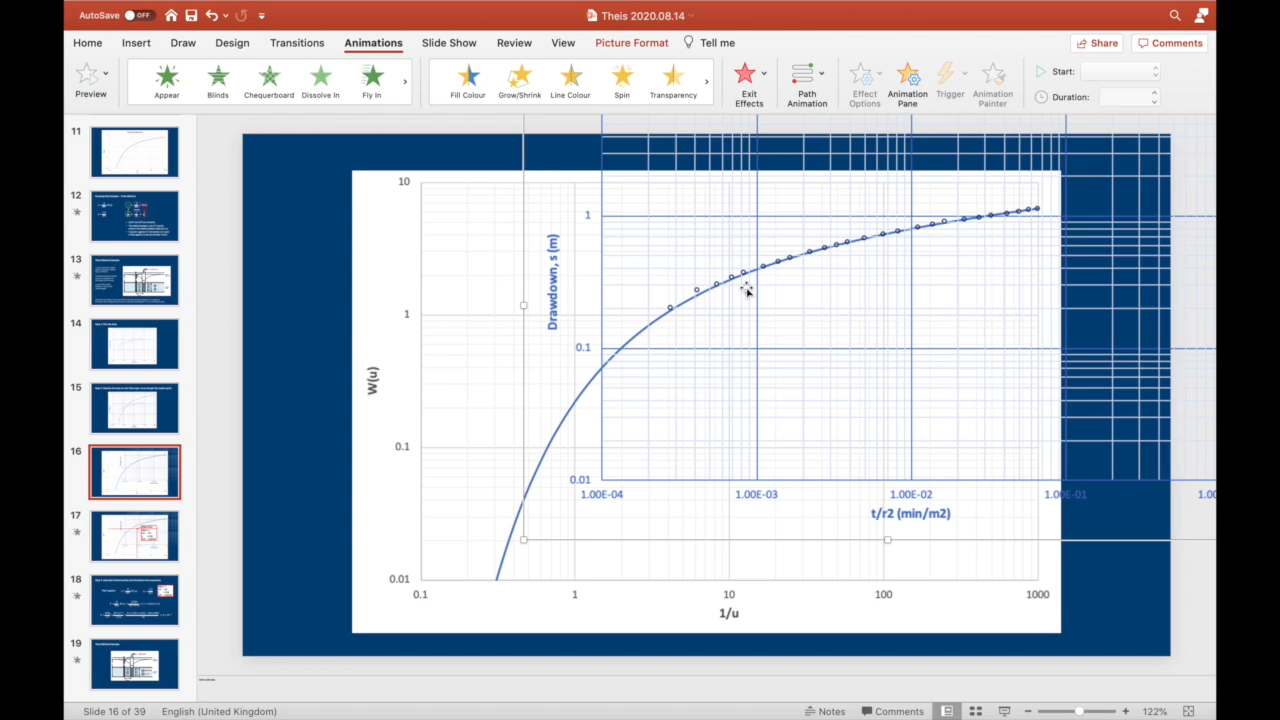 AutoSave OFF
Theis 2020.08.14
Home Insert Draw Design Transitions Animations Slide Show Review View Picture Format Tell me
Share Comments
Preview
Appear Blinds Chequerboard Dissolve In Fly In
Fill Colour Grow/Shrink Line Colour Spin Transparency
Exit Effects
Path Animation
Effect Options
Animation Pane
Trigger
Animation Painter
Start:
Duration:
11
12
13
14
15
16
17
18
19
10
1
0.1
0.01
W(u)
0.1 1 10 100 1000
1/u
1
0.1
0.01
Drawdown, s (m)
1.00E-04 1.00E-03 1.00E-02 1.00E-01 1.00
t/r2 (min/m2)
Slide 16 of 39 English (United Kingdom)
Notes Comments 122%